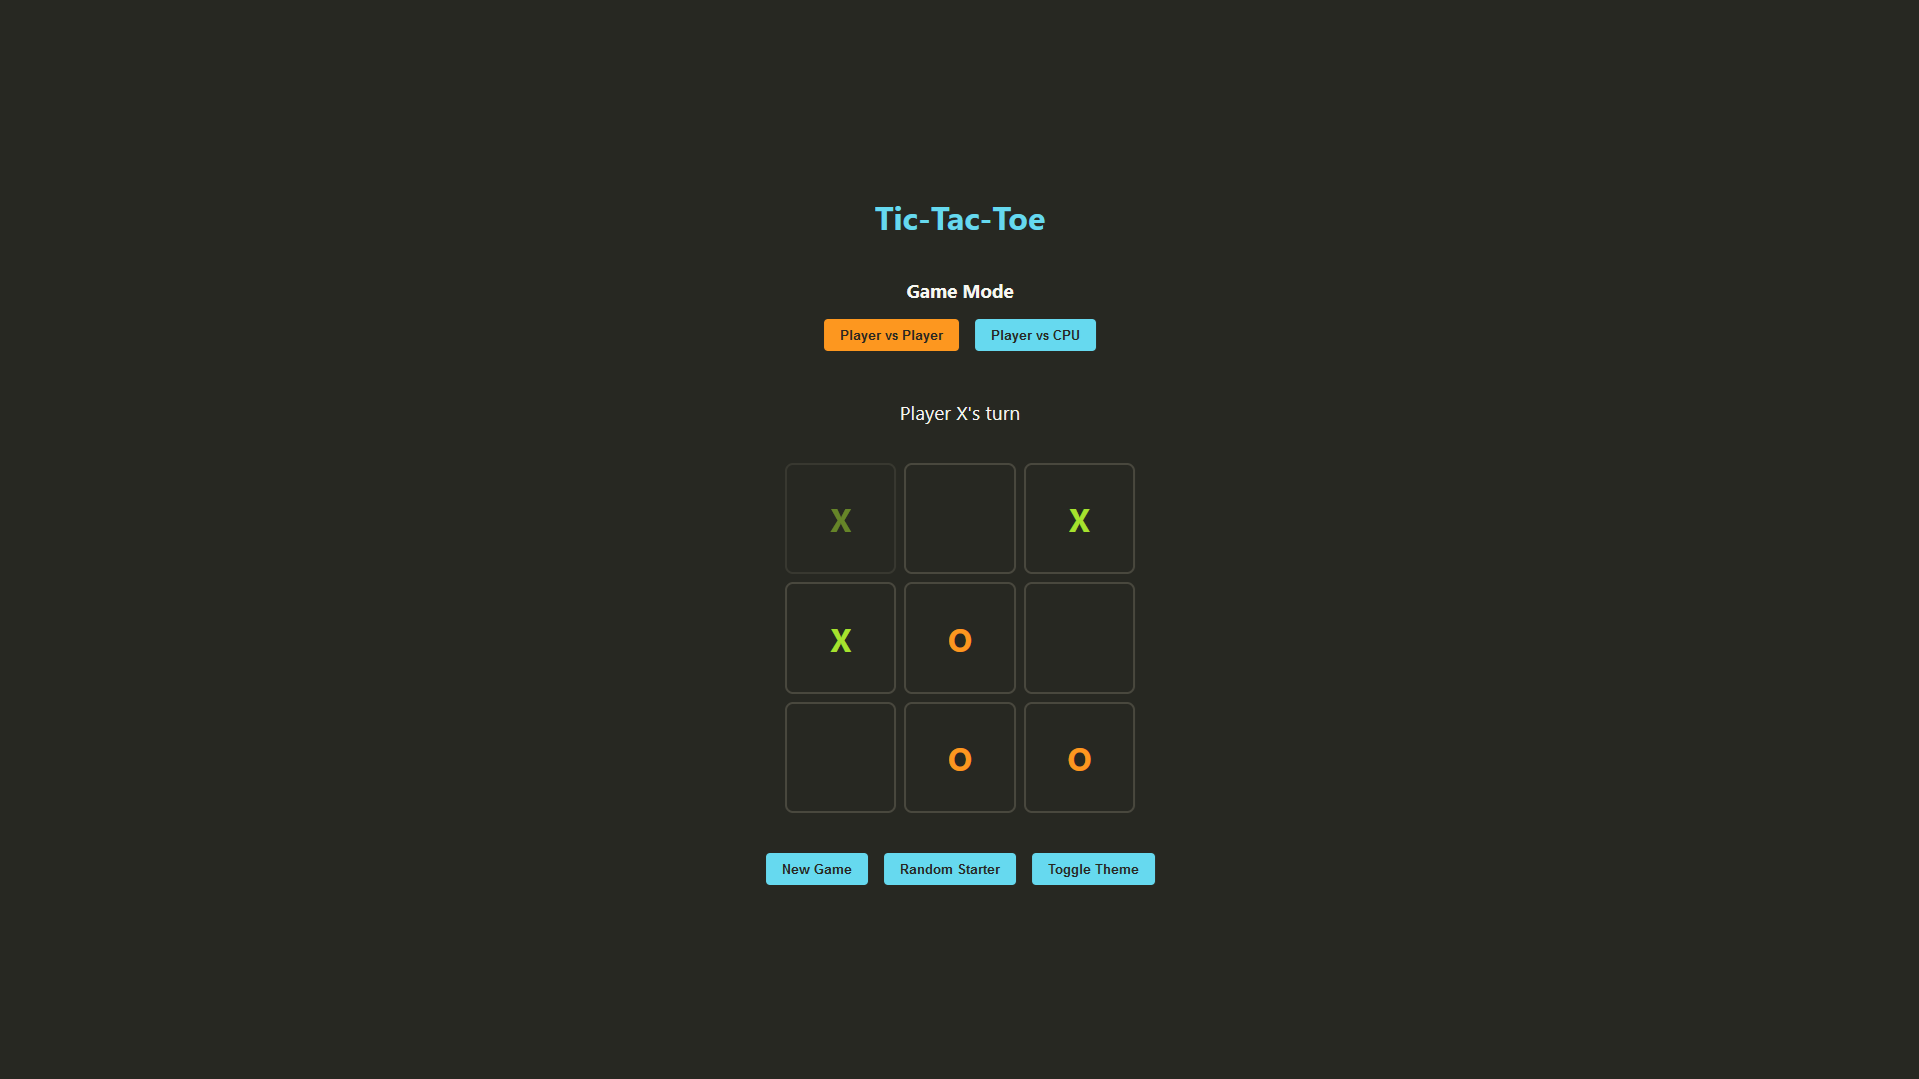 Tic-Tac-Toe
Game Mode
Player vs Player Player vs CPU
Player X's turn
X X
X O
O O
New Game Random Starter Toggle Theme